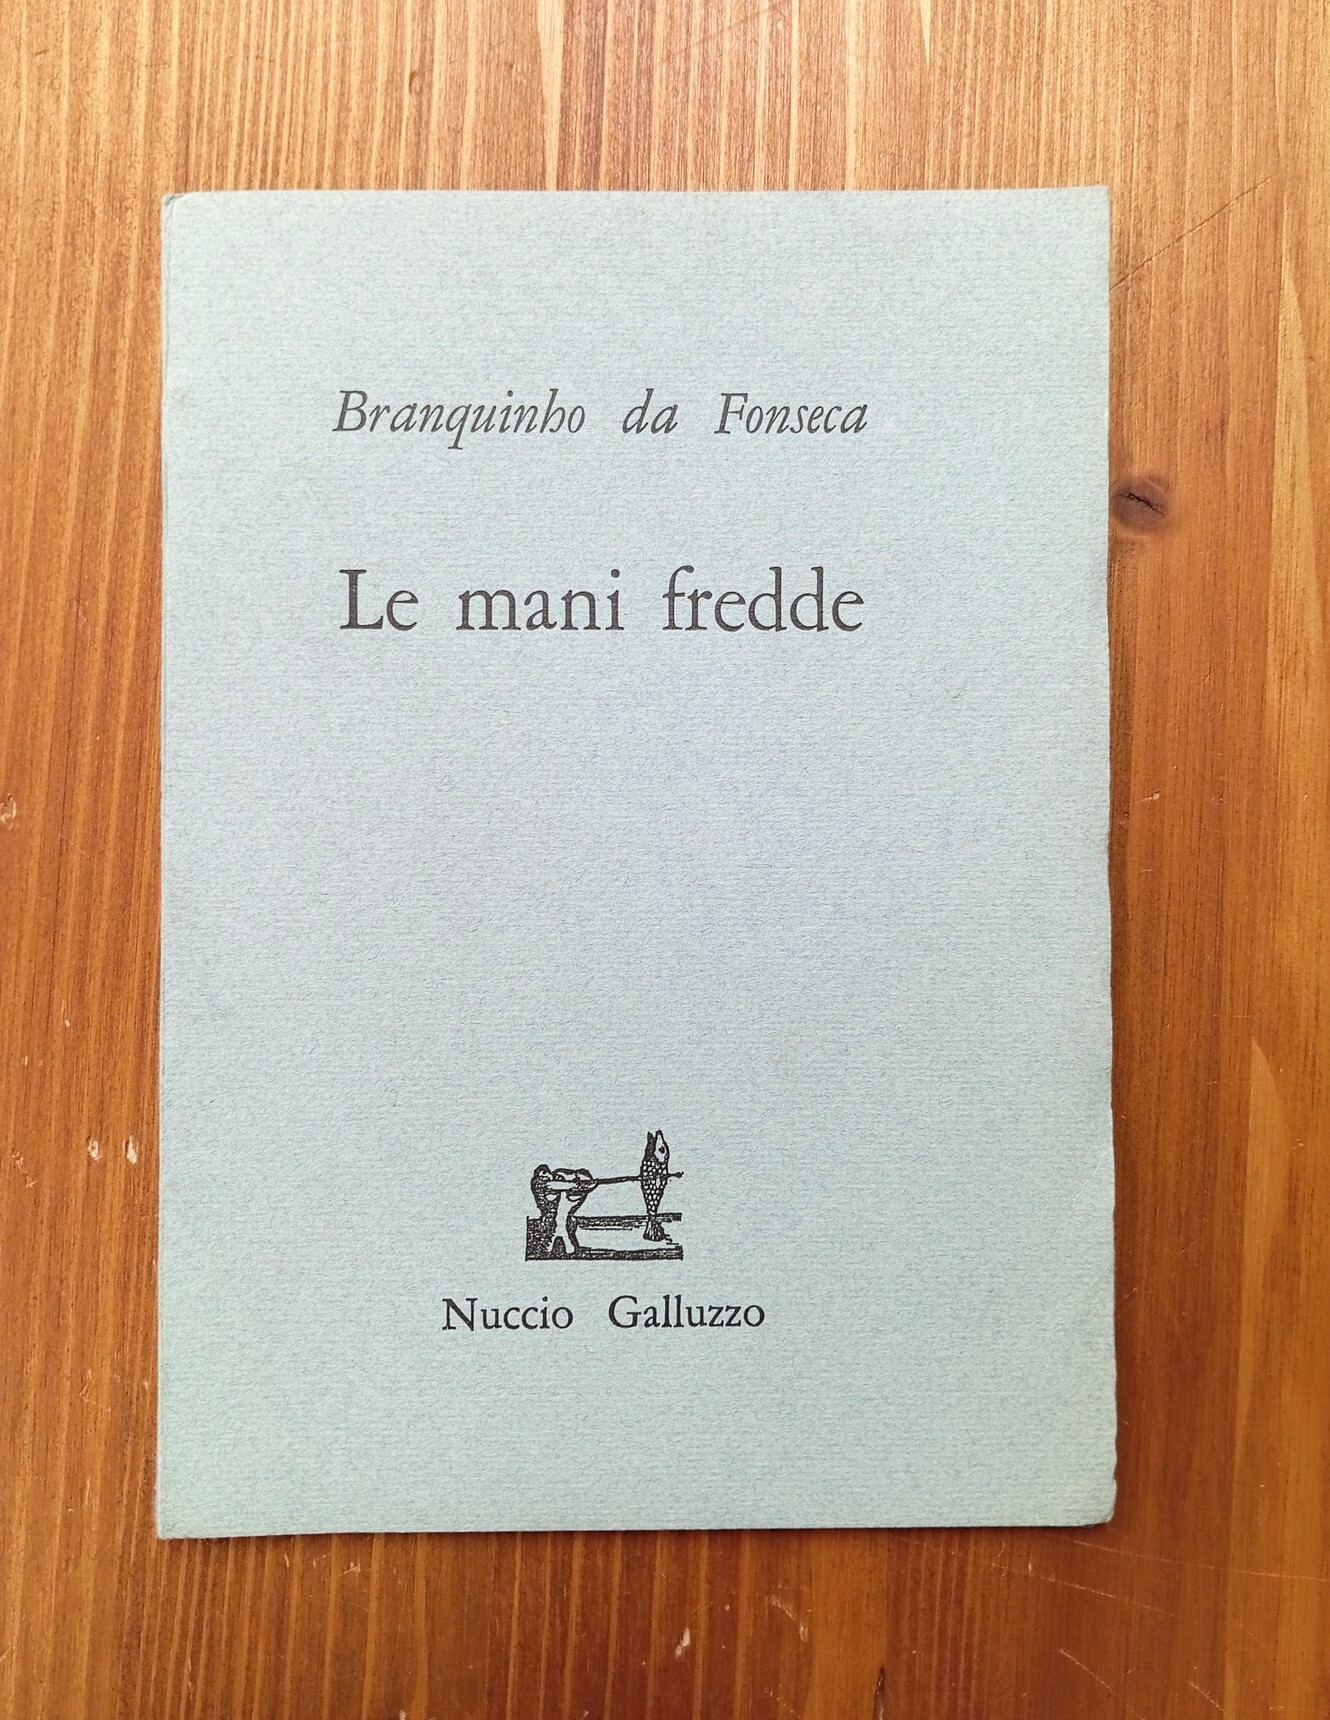 Branquinho da Fonseca
Le mani fredde
Nuccio Galluzzo